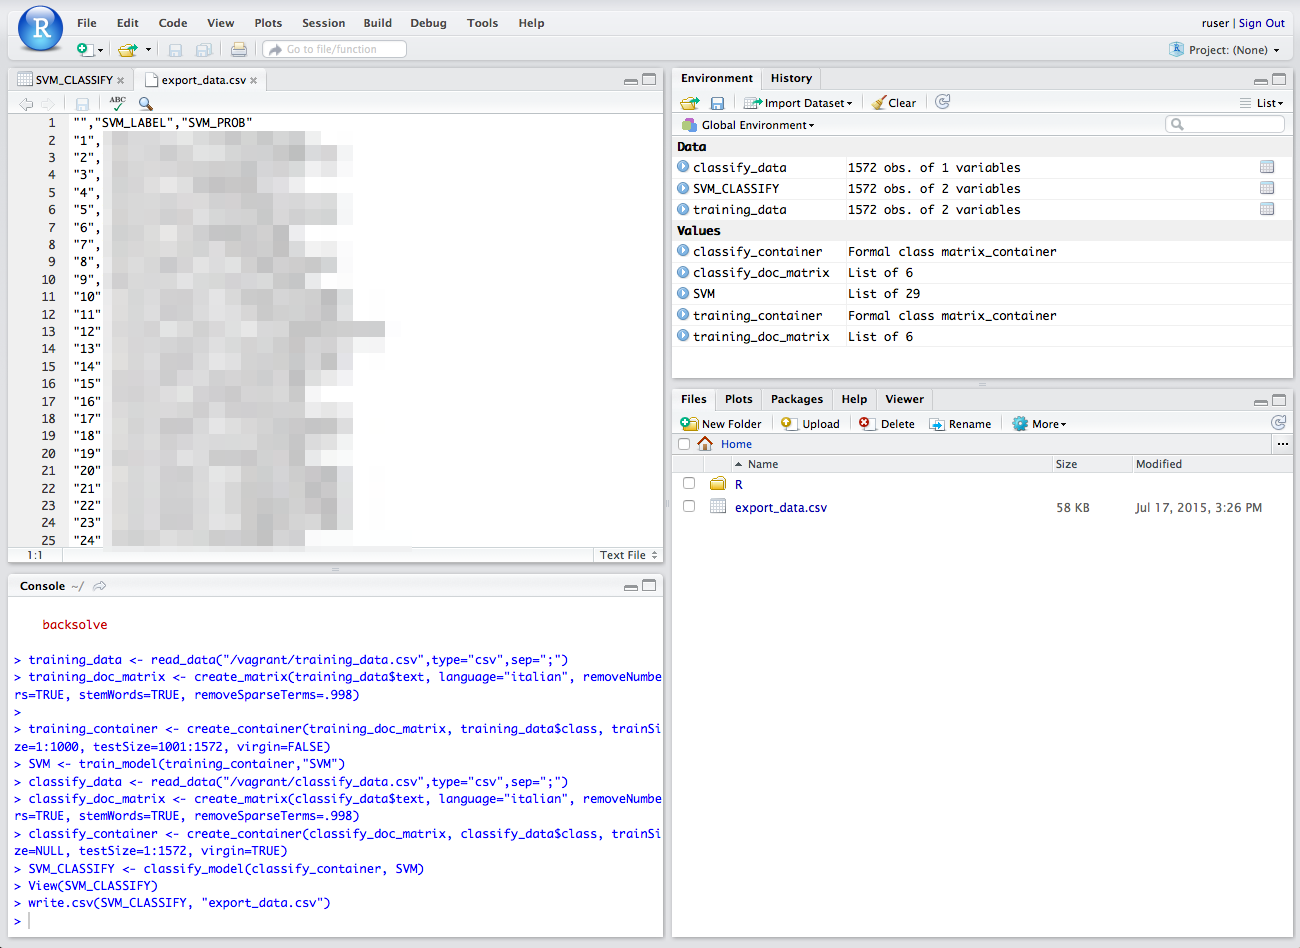 R
File Edit Code View Plots Session Build Debug Tools Help
ruser | Sign Out
Go to file/function
R Project: (None)
SVM_CLASSIFY
export_data.csv
ABC
1 "","SVM_LABEL","SVM_PROB"
2 "1",
3 "2",
4 "3",
5 "4",
6 "5",
7 "6",
8 "7",
9 "8",
10 "9",
11 "10"
12 "11"
13 "12"
14 "13"
15 "14"
16 "15"
17 "16"
18 "17"
19 "18"
20 "19"
21 "20"
22 "21"
23 "22"
24 "23"
25 "24"
1:1
Text File
Console ~/
backsolve
> training_data <- read_data("/vagrant/training_data.csv",type="csv",sep=";")
> training_doc_matrix <- create_matrix(training_data$text, language="italian", removeNumbe
rs=TRUE, stemWords=TRUE, removeSparseTerms=.998)
>
> training_container <- create_container(training_doc_matrix, training_data$class, trainSi
ze=1:1000, testSize=1001:1572, virgin=FALSE)
> SVM <- train_model(training_container,"SVM")
> classify_data <- read_data("/vagrant/classify_data.csv",type="csv",sep=";")
> classify_doc_matrix <- create_matrix(classify_data$text, language="italian", removeNumbe
rs=TRUE, stemWords=TRUE, removeSparseTerms=.998)
> classify_container <- create_container(classify_doc_matrix, classify_data$class, trainSi
ze=NULL, testSize=1:1572, virgin=TRUE)
> SVM_CLASSIFY <- classify_model(classify_container, SVM)
> View(SVM_CLASSIFY)
> write.csv(SVM_CLASSIFY, "export_data.csv")
>
Environment History
Import Dataset Clear List
Global Environment
Data
classify_data 1572 obs. of 1 variables
SVM_CLASSIFY 1572 obs. of 2 variables
training_data 1572 obs. of 2 variables
Values
classify_container Formal class matrix_container
classify_doc_matrix List of 6
SVM List of 29
training_container Formal class matrix_container
training_doc_matrix List of 6
Files Plots Packages Help Viewer
New Folder Upload Delete Rename More
Home ...
Name Size Modified
R
export_data.csv 58 KB Jul 17, 2015, 3:26 PM